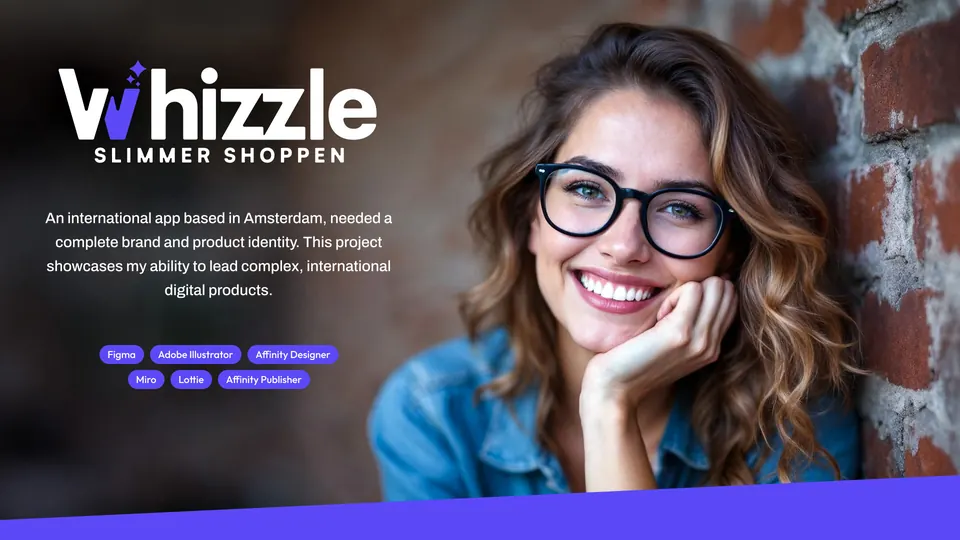 Whizzle
SLIMMER SHOPPEN
An international app based in Amsterdam, needed a
complete brand and product identity. This project
showcases my ability to lead complex, international
digital products.
Figma Adobe Illustrator Affinity Designer
Miro Lottie Affinity Publisher